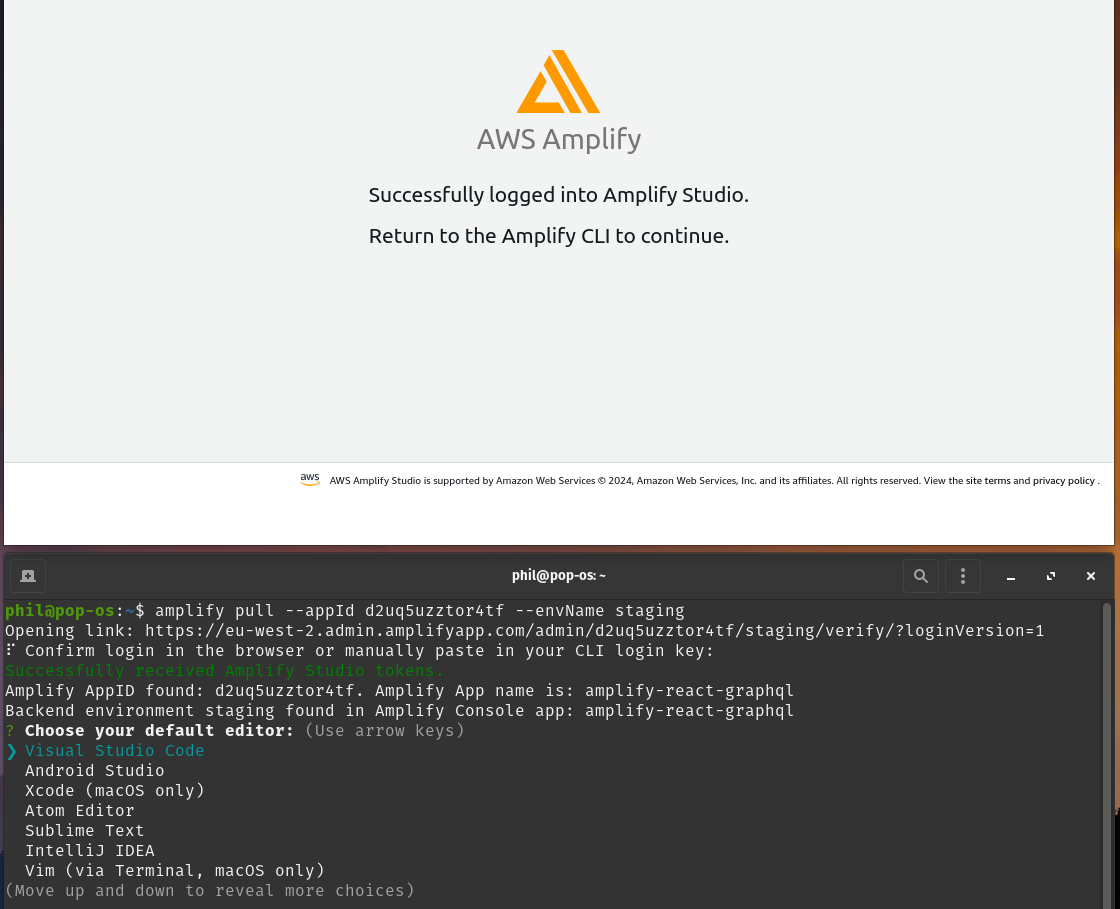 AWS Amplify
Successfully logged into Amplify Studio.
Return to the Amplify CLI to continue.
aws AWS Amplify Studio is supported by Amazon Web Services © 2024, Amazon Web Services, Inc. and its affiliates. All rights reserved. View the site terms and privacy policy .
phil@pop-os: ~
phil@pop-os:~$ amplify pull --appId d2uq5uzztor4tf --envName staging
Opening link: https://eu-west-2.admin.amplifyapp.com/admin/d2uq5uzztor4tf/staging/verify/?loginVersion=1
⠏ Confirm login in the browser or manually paste in your CLI login key:
Successfully received Amplify Studio tokens.
Amplify AppID found: d2uq5uzztor4tf. Amplify App name is: amplify-react-graphql
Backend environment staging found in Amplify Console app: amplify-react-graphql
? Choose your default editor: (Use arrow keys)
❯ Visual Studio Code
Android Studio
Xcode (macOS only)
Atom Editor
Sublime Text
IntelliJ IDEA
Vim (via Terminal, macOS only)
(Move up and down to reveal more choices)